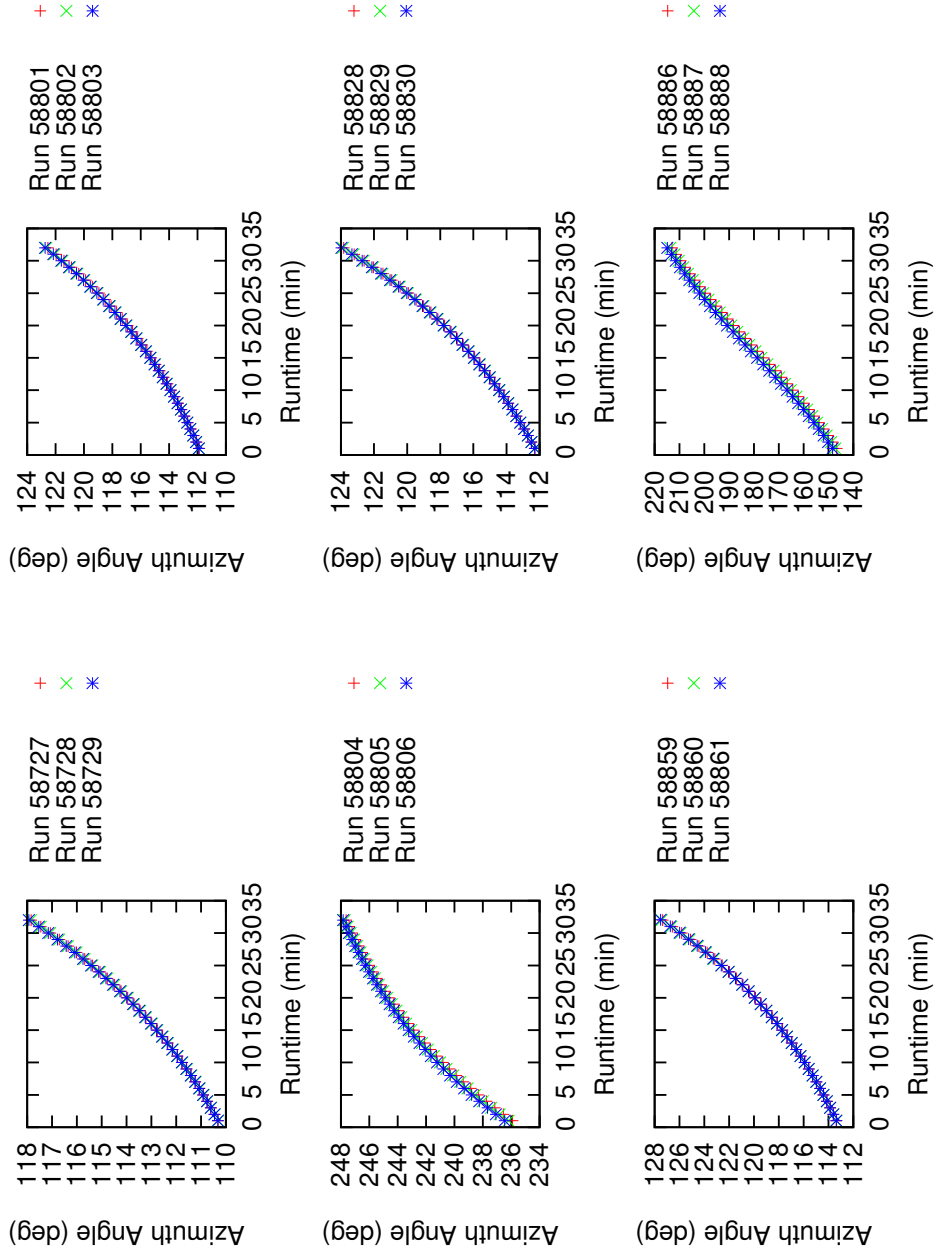 Azimuth Angle (deg)
118
117
116
115
114
113
112
111
110
0 5 10 15 20 25 30 35
Runtime (min)
Run 58727
Run 58728
Run 58729
Azimuth Angle (deg)
124
122
120
118
116
114
112
110
0 5 10 15 20 25 30 35
Runtime (min)
Run 58801
Run 58802
Run 58803
Azimuth Angle (deg)
248
246
244
242
240
238
236
234
0 5 10 15 20 25 30 35
Runtime (min)
Run 58804
Run 58805
Run 58806
Azimuth Angle (deg)
124
123
122
121
120
119
118
117
116
115
114
113
112
0 5 10 15 20 25 30 35
Runtime (min)
Run 58828
Run 58829
Run 58830
Azimuth Angle (deg)
128
126
124
122
120
118
116
114
112
0 5 10 15 20 25 30 35
Runtime (min)
Run 58859
Run 58860
Run 58861
Azimuth Angle (deg)
220
210
200
190
180
170
160
150
140
0 5 10 15 20 25 30 35
Runtime (min)
Run 58886
Run 58887
Run 58888